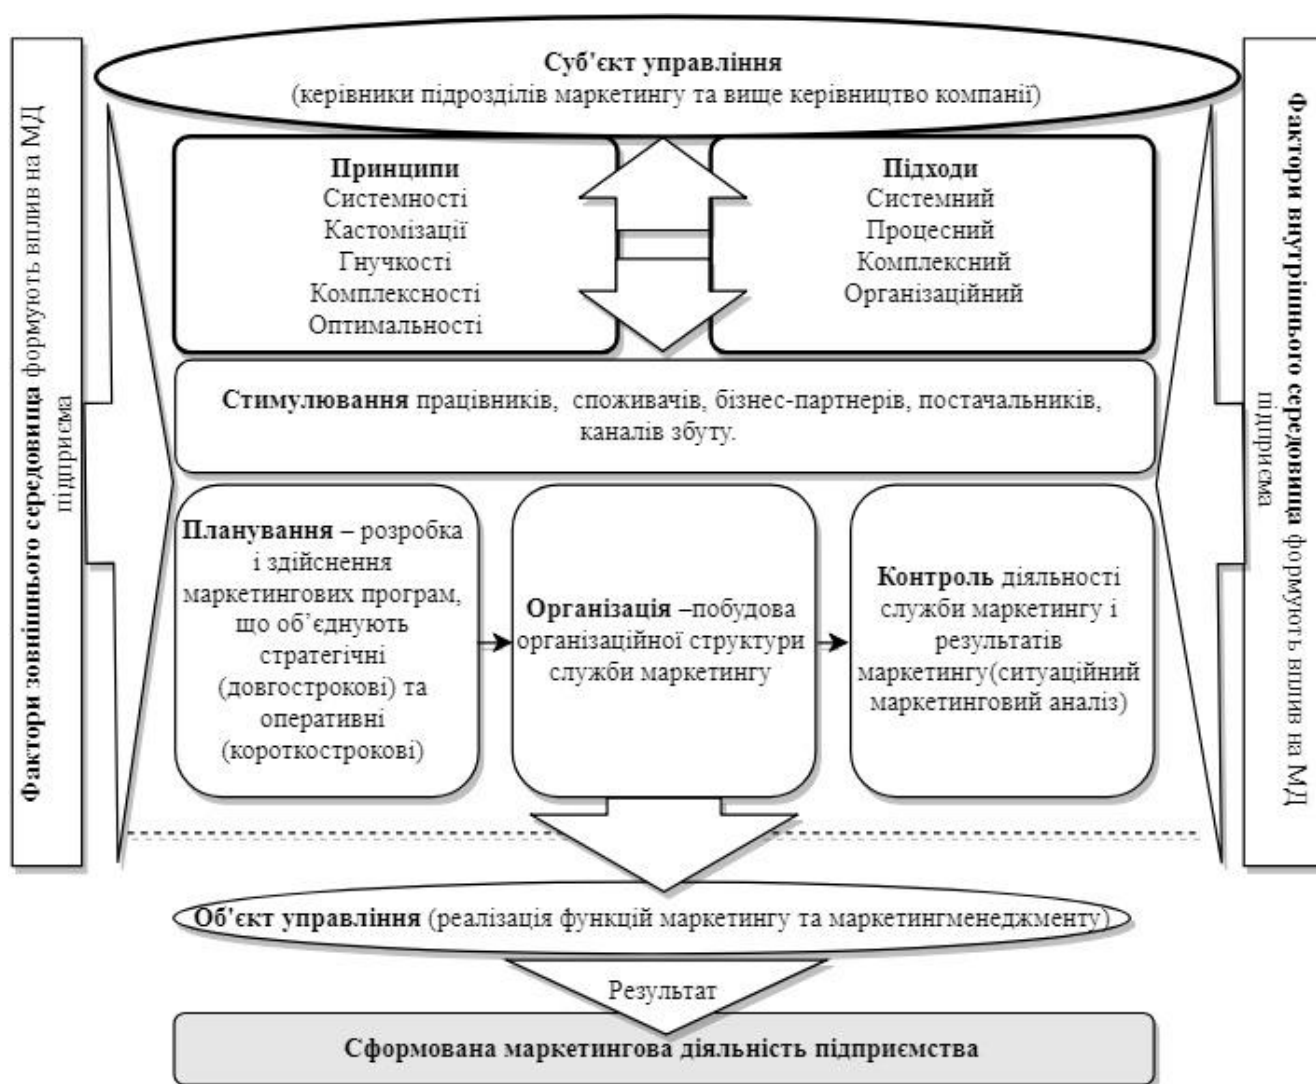 Суб'єкт управління
(керівники підрозділів маркетингу та вище керівництво компанії)
Фактори зовнішнього середовища формують вплив на МД
підприєма
Принципи
Системності
Кастомізації
Гнучкості
Комплексності
Оптимальності
Підходи
Системний
Процесний
Комплексний
Організаційний
Стимулювання працівників, споживачів, бізнес-партнерів, постачальників,
каналів збуту.
Планування – розробка
і здійснення
маркетингових програм,
що об’єднують
стратегічні
(довгострокові) та
оперативні
(короткострокові)
Організація –побудова
організаційної структури
служби маркетингу
Контроль діяльності
служби маркетингу і
результатів
маркетингу(ситуаційний
маркетинговий аналіз)
Фактори внутрішнього середовища формують вплив на МД
підприєма
Об'єкт управління (реалізація функцій маркетингу та маркетингменеджменту)
Результат
Сформована маркетингова діяльність підприємства